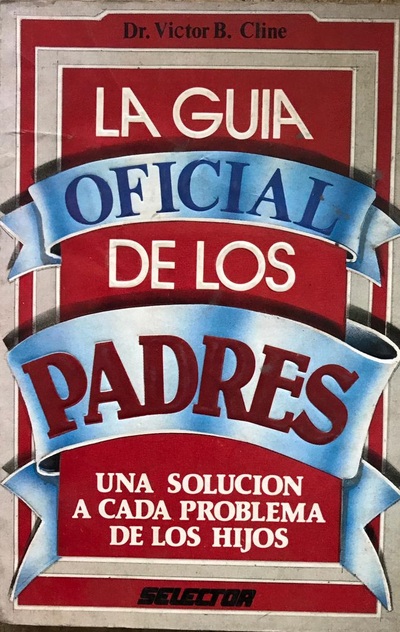 Dr. Victor B. Cline
LA GUIA
OFICIAL
DE LOS
PADRES
UNA SOLUCION
A CADA PROBLEMA
DE LOS HIJOS
SELECTOR